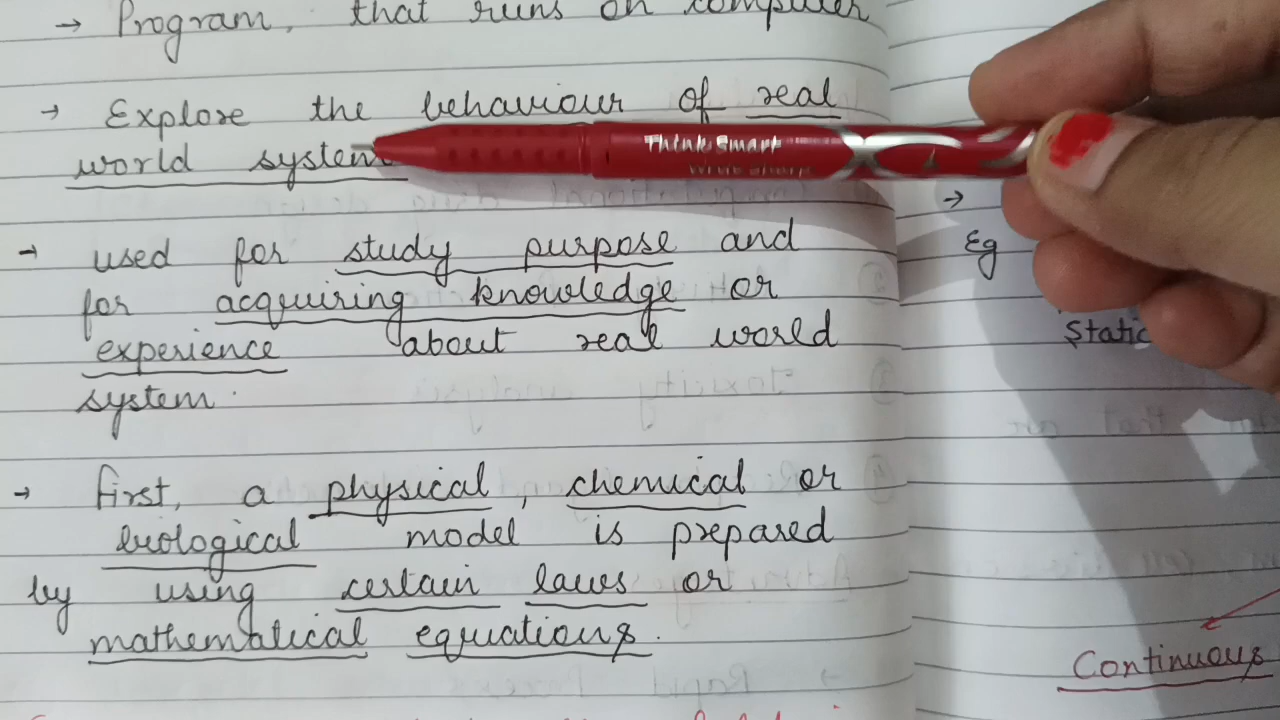 → Program, that runs on computer
→ Explore the behaviour of real
world system
→ used for study purpose and
for acquiring knowledge or
experience about real world
system.
→ First, a physical, chemical or
biological model is prepared
by using certain laws or
mathematical equations.
Think Smart
Write Sharp
→
Eg
Static
Continuous